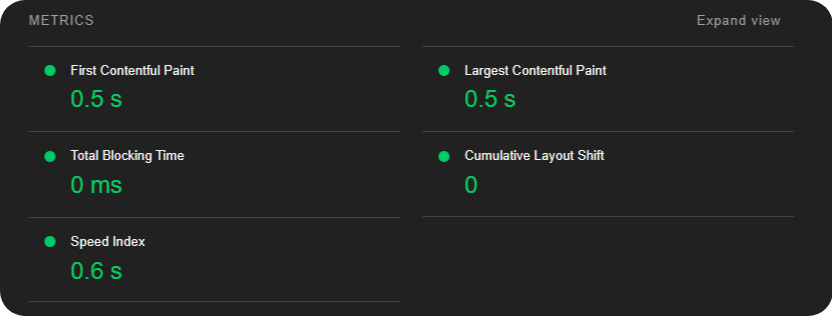 METRICS
Expand view
First Contentful Paint
0.5 s
Largest Contentful Paint
0.5 s
Total Blocking Time
0 ms
Cumulative Layout Shift
0
Speed Index
0.6 s